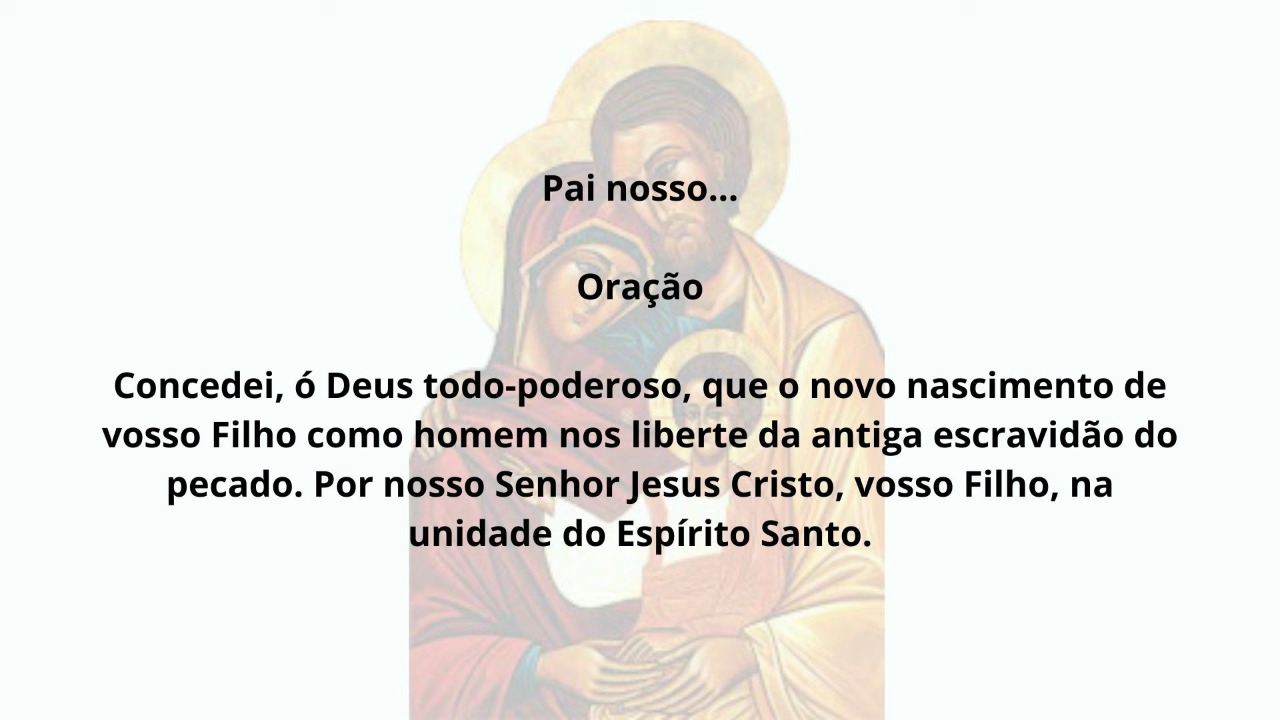 Pai nosso...
Oração
Concedei, ó Deus todo-poderoso, que o novo nascimento de
vosso Filho como homem nos liberte da antiga escravidão do
pecado. Por nosso Senhor Jesus Cristo, vosso Filho, na
unidade do Espírito Santo.